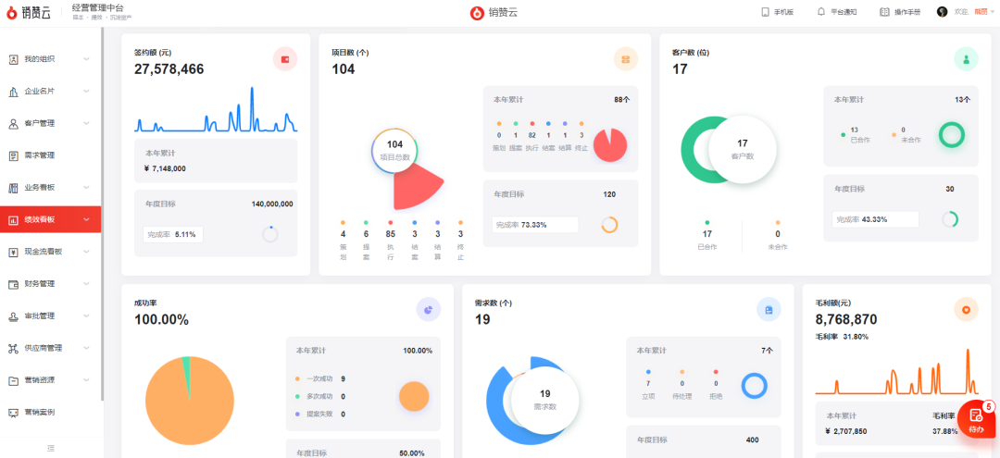 销赞云
经营管理中台
销赞云
手机版
平台通知
操作手册
欢迎
我的组织
企业名片
客户管理
需求管理
业务看板
绩效看板
现金流看板
财务管理
审批管理
供应商管理
营销资源
营销案例
签约额 (元)
27,578,466
本年累计
¥ 7,148,000
年度目标
140,000,000
完成率 5.11%
项目数 (个)
104
104
项目总数
4
6
85
3
3
3
策划
提案
执行
结案
结算
终止
本年累计
88个
0
1
82
1
1
3
策划
提案
执行
结案
结算
终止
年度目标
120
完成率 73.33%
客户数 (位)
17
17
客户数
17
已合作
0
未合作
本年累计
13个
13
已合作
0
未合作
年度目标
30
完成率 43.33%
成功率
100.00%
本年累计
100.00%
一次成功 9
多次成功 0
提案失败 0
年度目标
50.00%
需求数 (个)
19
19
需求数
本年累计
7个
7
0
0
立项
待处理
拒绝
年度目标
400
毛利额(元)
8,768,870
毛利率 31.80%
本年累计
毛利率
¥ 2,707,850
37.88%
5
待办